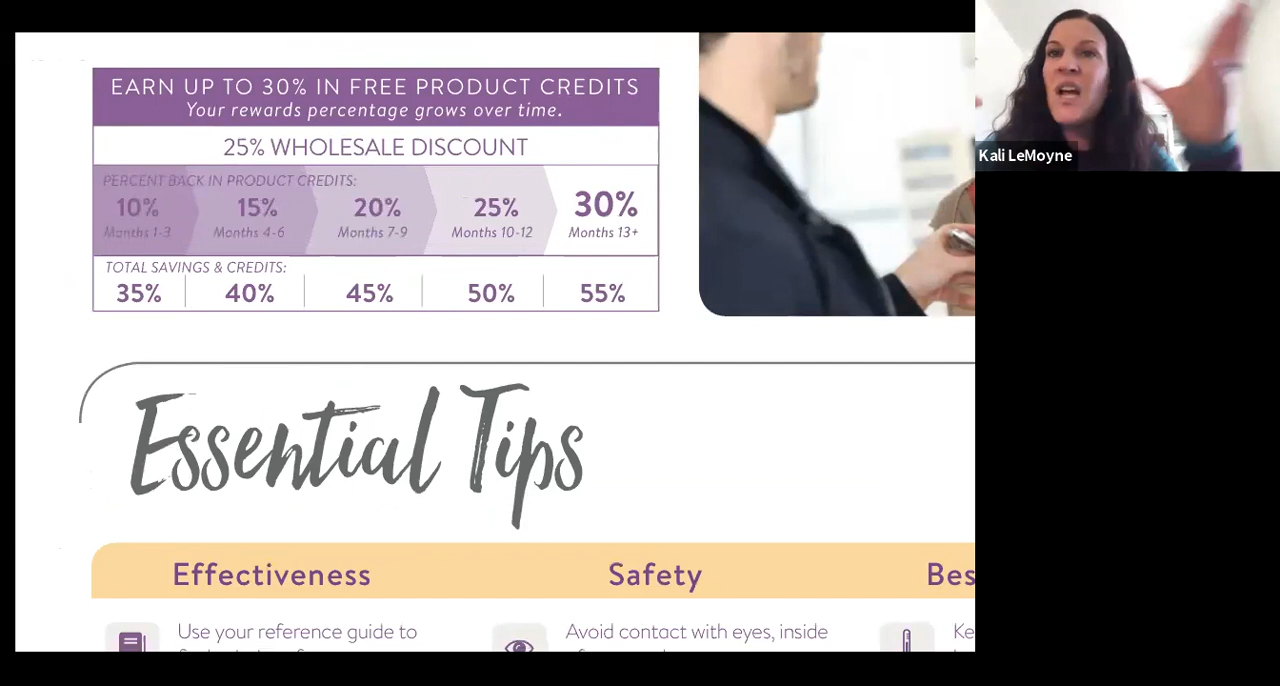 EARN UP TO 30% IN FREE PRODUCT CREDITS
Your rewards percentage grows over time.
25% WHOLESALE DISCOUNT
PERCENT BACK IN PRODUCT CREDITS:
10% 15% 20% 25% 30%
Months 1-3 Months 4-6 Months 7-9 Months 10-12 Months 13+
TOTAL SAVINGS & CREDITS:
35% 40% 45% 50% 55%
Kali LeMoyne
Essential Tips
Effectiveness
Safety
Bes
Use your reference guide to
Avoid contact with eyes, inside
Ke